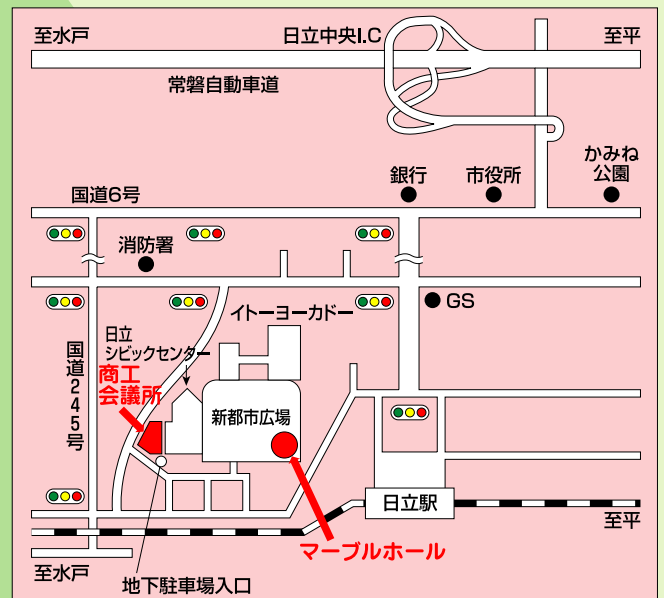 至水戸
日立中央I.C
至平
常磐自動車道
かみね
公園
銀行
市役所
国道6号
消防署
GS
イトーヨーカドー
日立
シビックセンター
国道245号
商工
会議所
新都市広場
日立駅
至平
マーブルホール
至水戸
地下駐車場入口